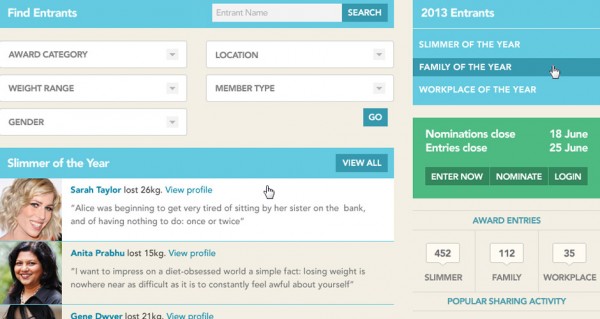 Find Entrants
Entrant Name
SEARCH
AWARD CATEGORY
LOCATION
WEIGHT RANGE
MEMBER TYPE
GENDER
GO
Slimmer of the Year
VIEW ALL
Sarah Taylor lost 26kg. View profile
“Alice was beginning to get very tired of sitting by her sister on the bank,
and of having nothing to do: once or twice”
Anita Prabhu lost 15kg. View profile
“I want to impress on a diet-obsessed world a simple fact: losing weight is
nowhere near as difficult as it is to constantly feel awful about yourself”
Gene Dwyer lost 21kg. View profile
2013 Entrants
SLIMMER OF THE YEAR
FAMILY OF THE YEAR
WORKPLACE OF THE YEAR
Nominations close 18 June
Entries close 25 June
ENTER NOW NOMINATE LOGIN
AWARD ENTRIES
452 112 35
SLIMMER FAMILY WORKPLACE
POPULAR SHARING ACTIVITY